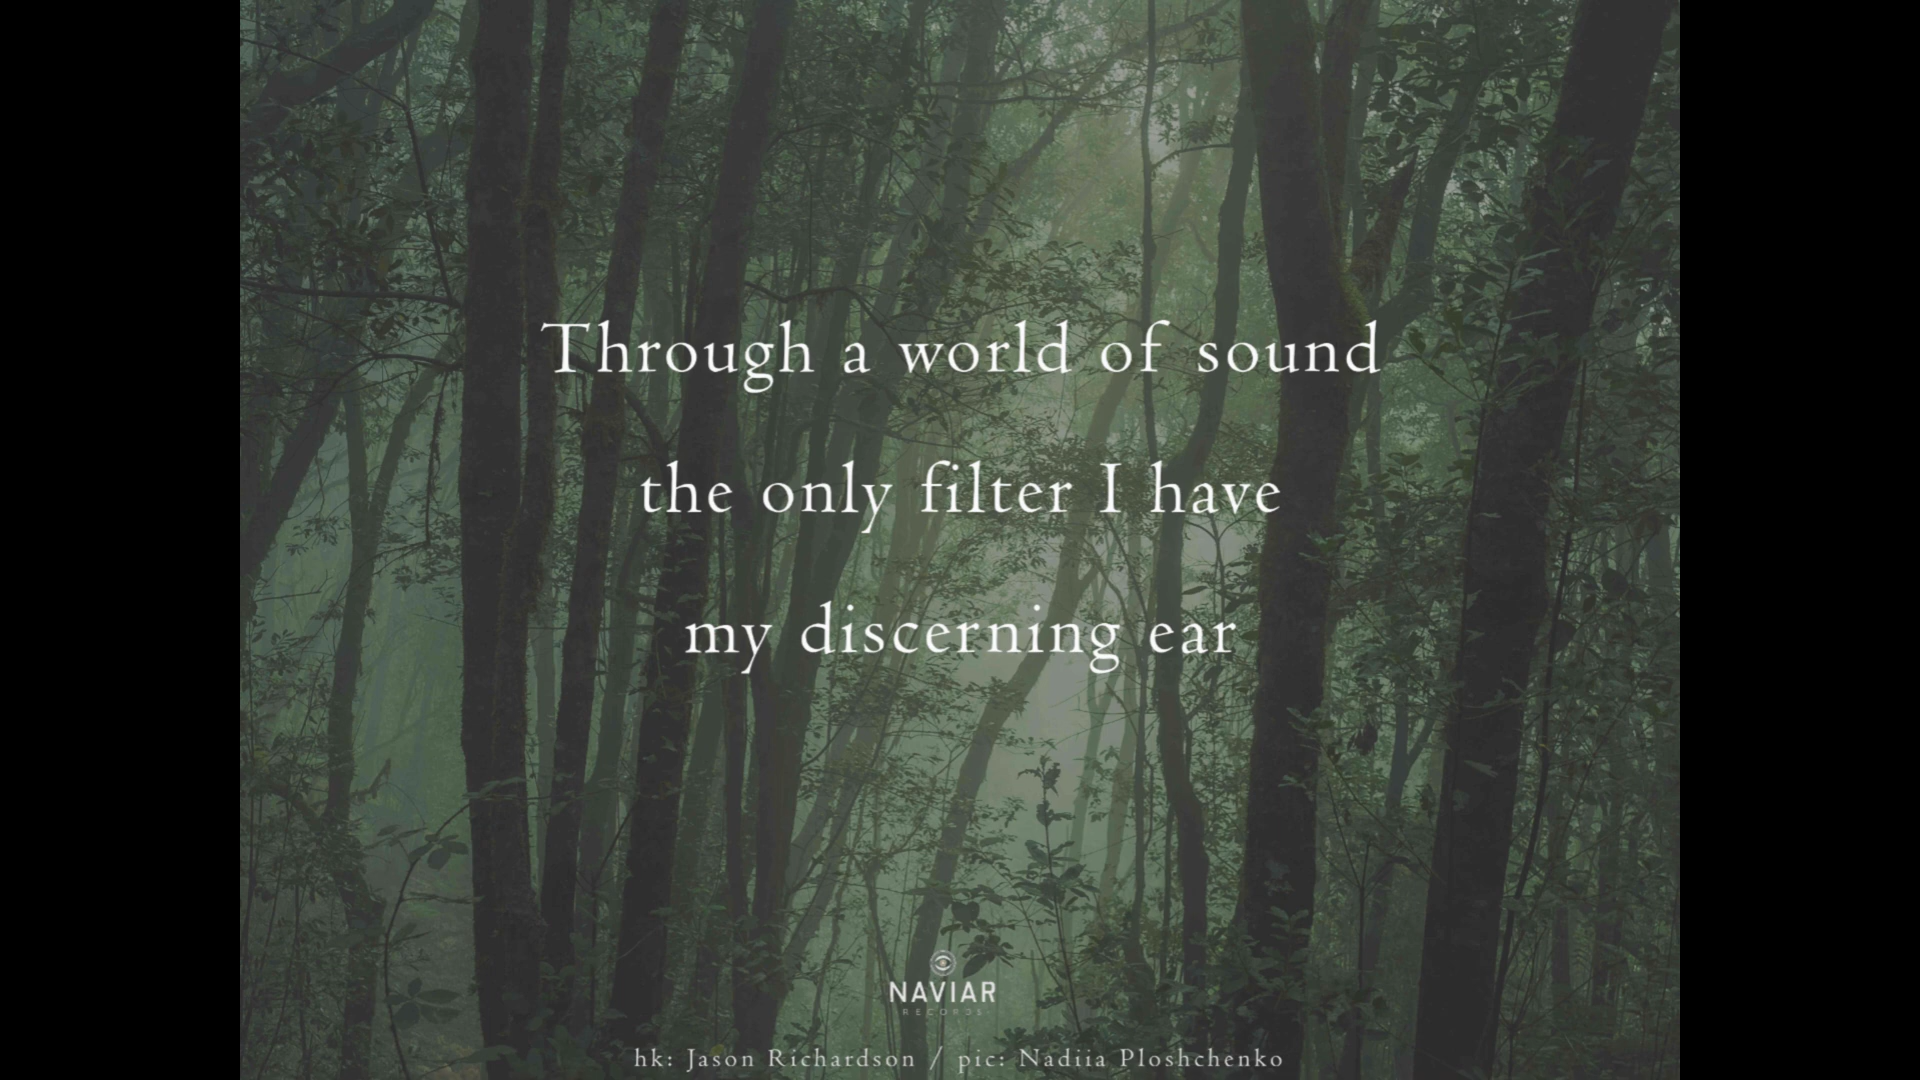 Through a world of sound
the only filter I have
my discerning ear
NAVIAR
RECORDS
hk: Jason Richardson / pic: Nadiia Ploshchenko